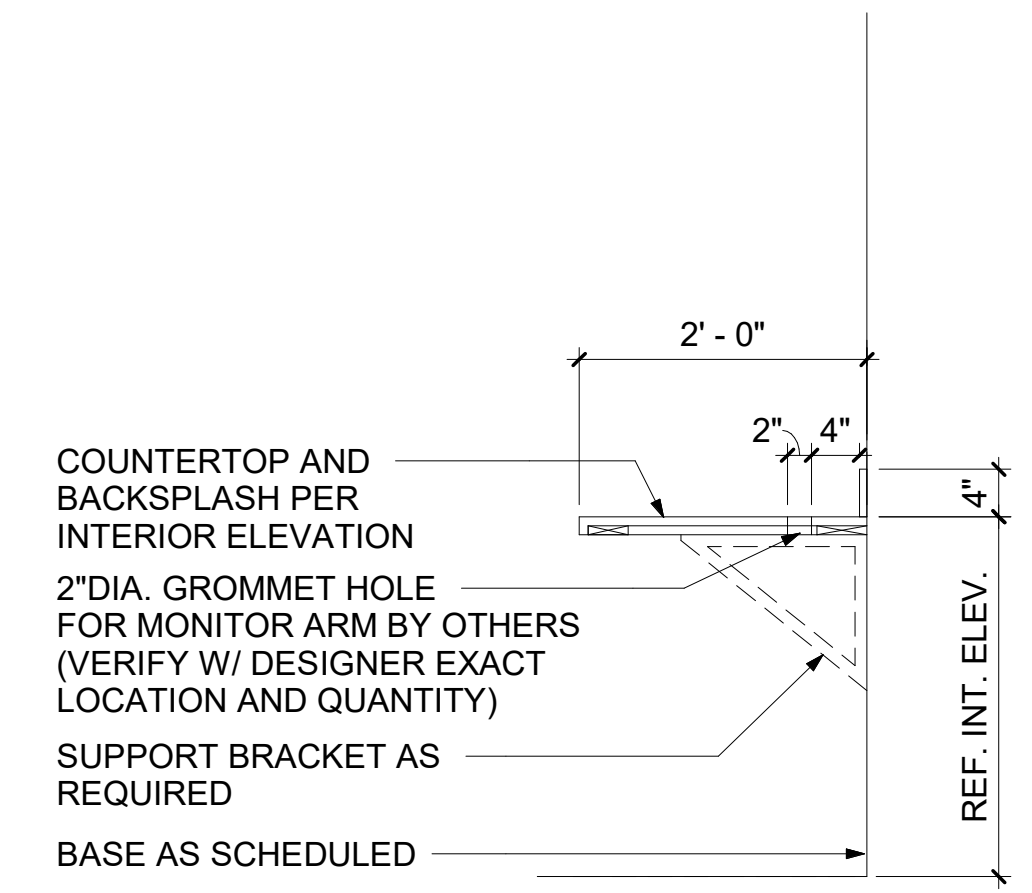 2' - 0"
2" 4"
4"
COUNTERTOP AND
BACKSPLASH PER
INTERIOR ELEVATION
2"DIA. GROMMET HOLE
FOR MONITOR ARM BY OTHERS
(VERIFY W/ DESIGNER EXACT
LOCATION AND QUANTITY)
SUPPORT BRACKET AS
REQUIRED
BASE AS SCHEDULED
REF. INT. ELEV.